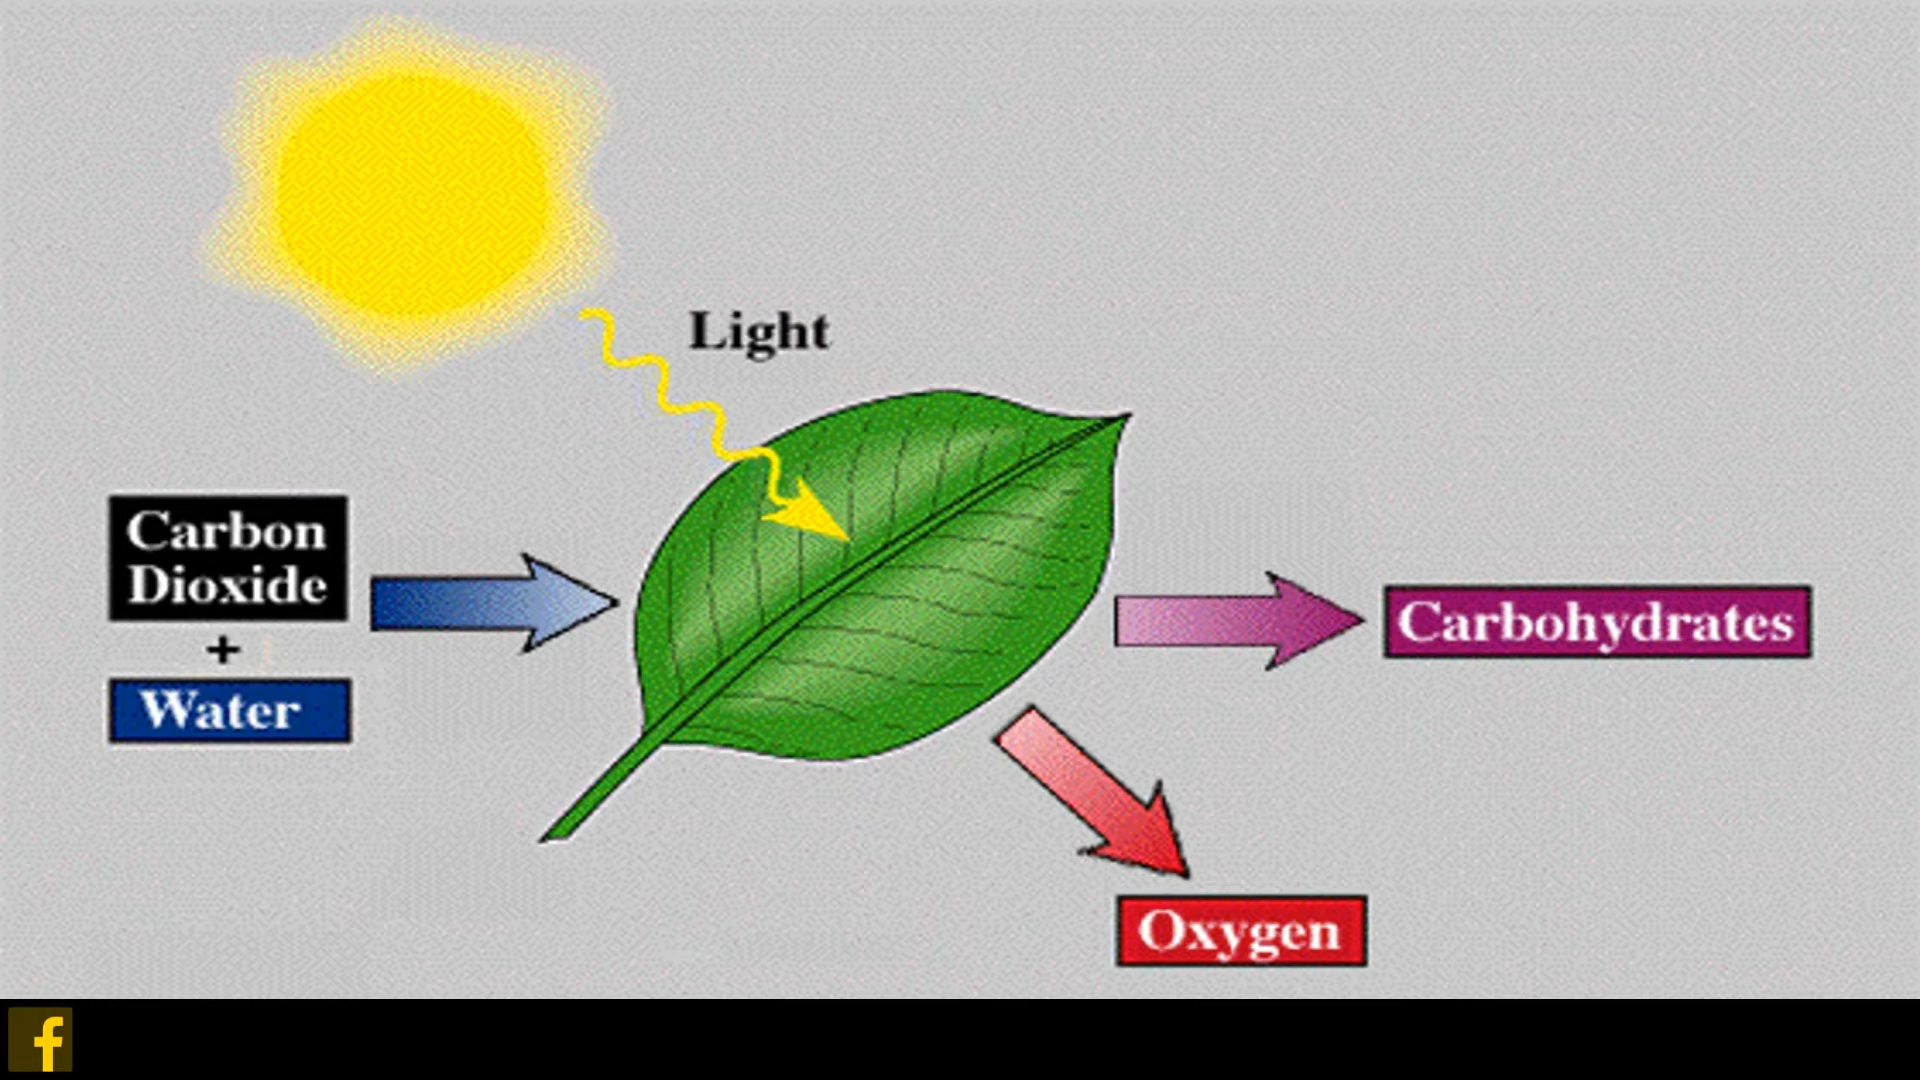 Light
Carbon
Dioxide
+
Water
Carbohydrates
Oxygen
f